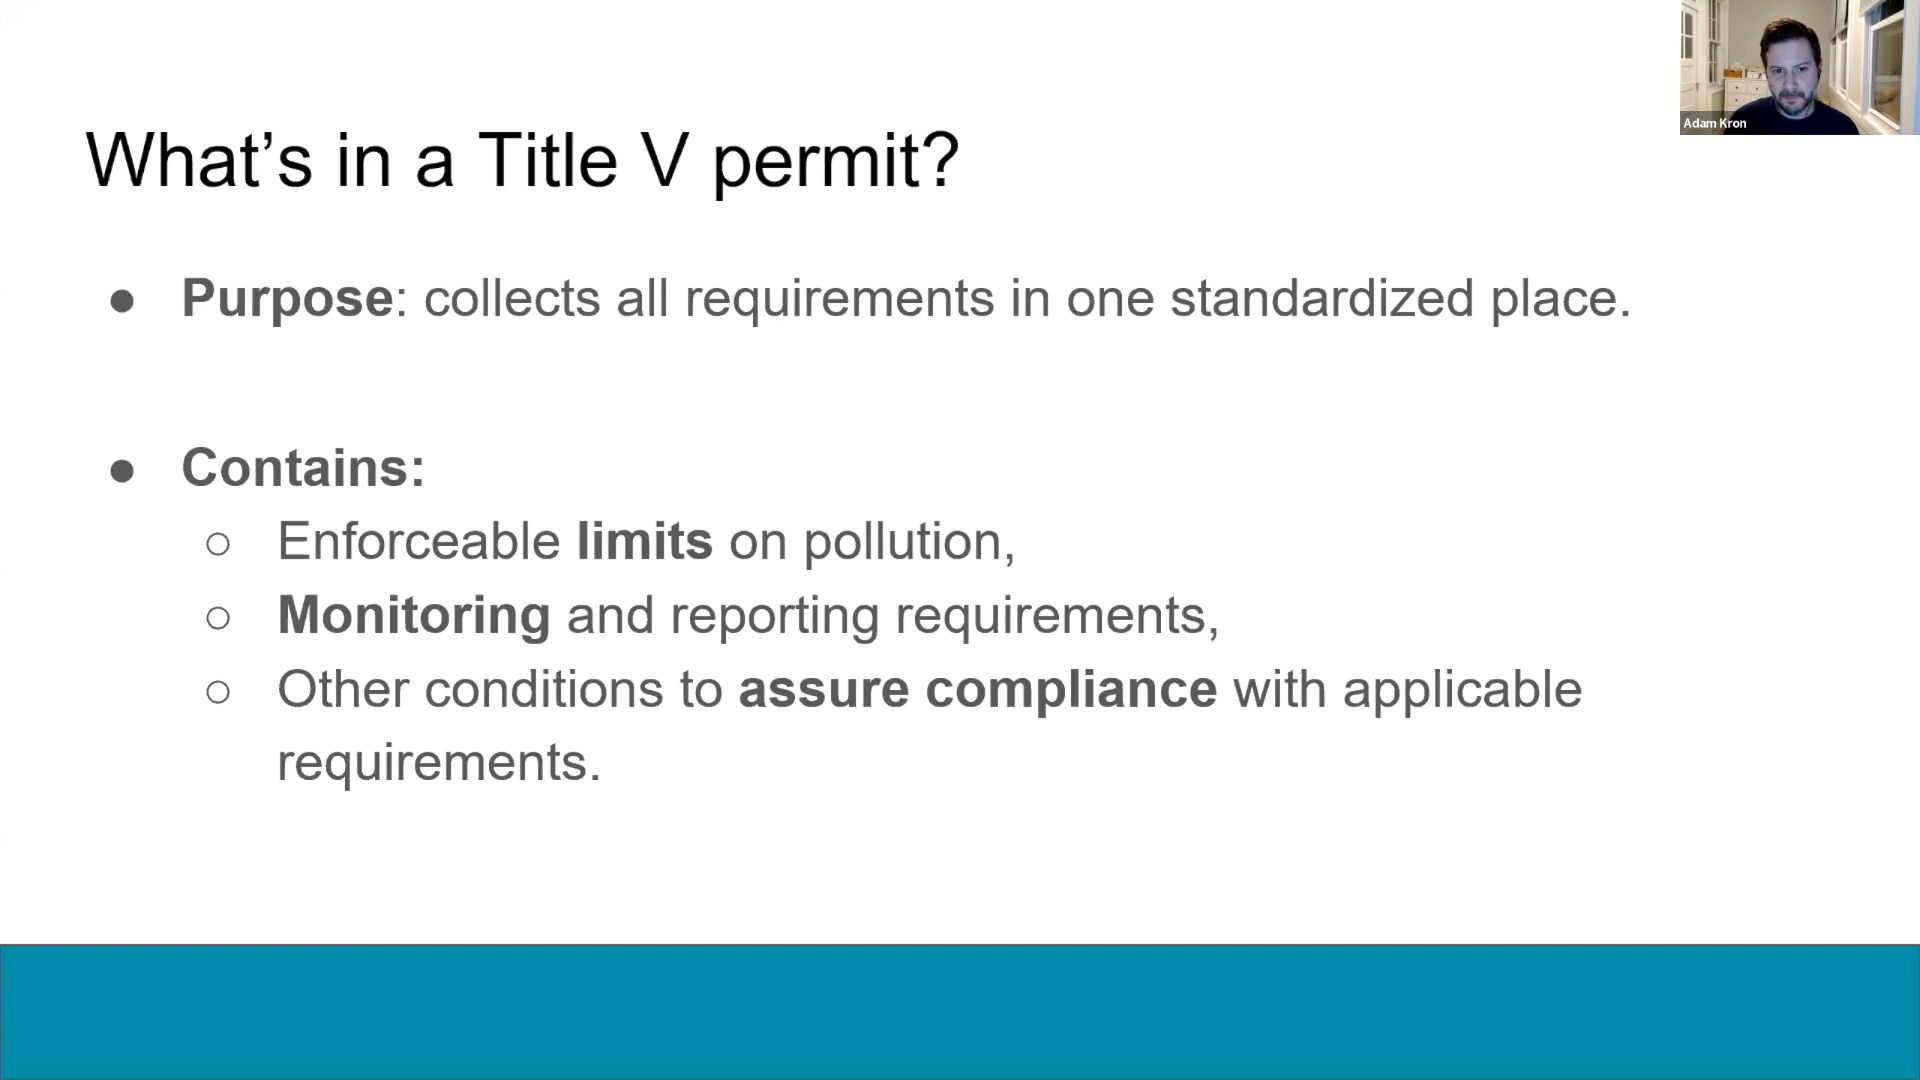 Adam Kron
What’s in a Title V permit?
● Purpose: collects all requirements in one standardized place.
● Contains:
○ Enforceable limits on pollution,
○ Monitoring and reporting requirements,
○ Other conditions to assure compliance with applicable
requirements.